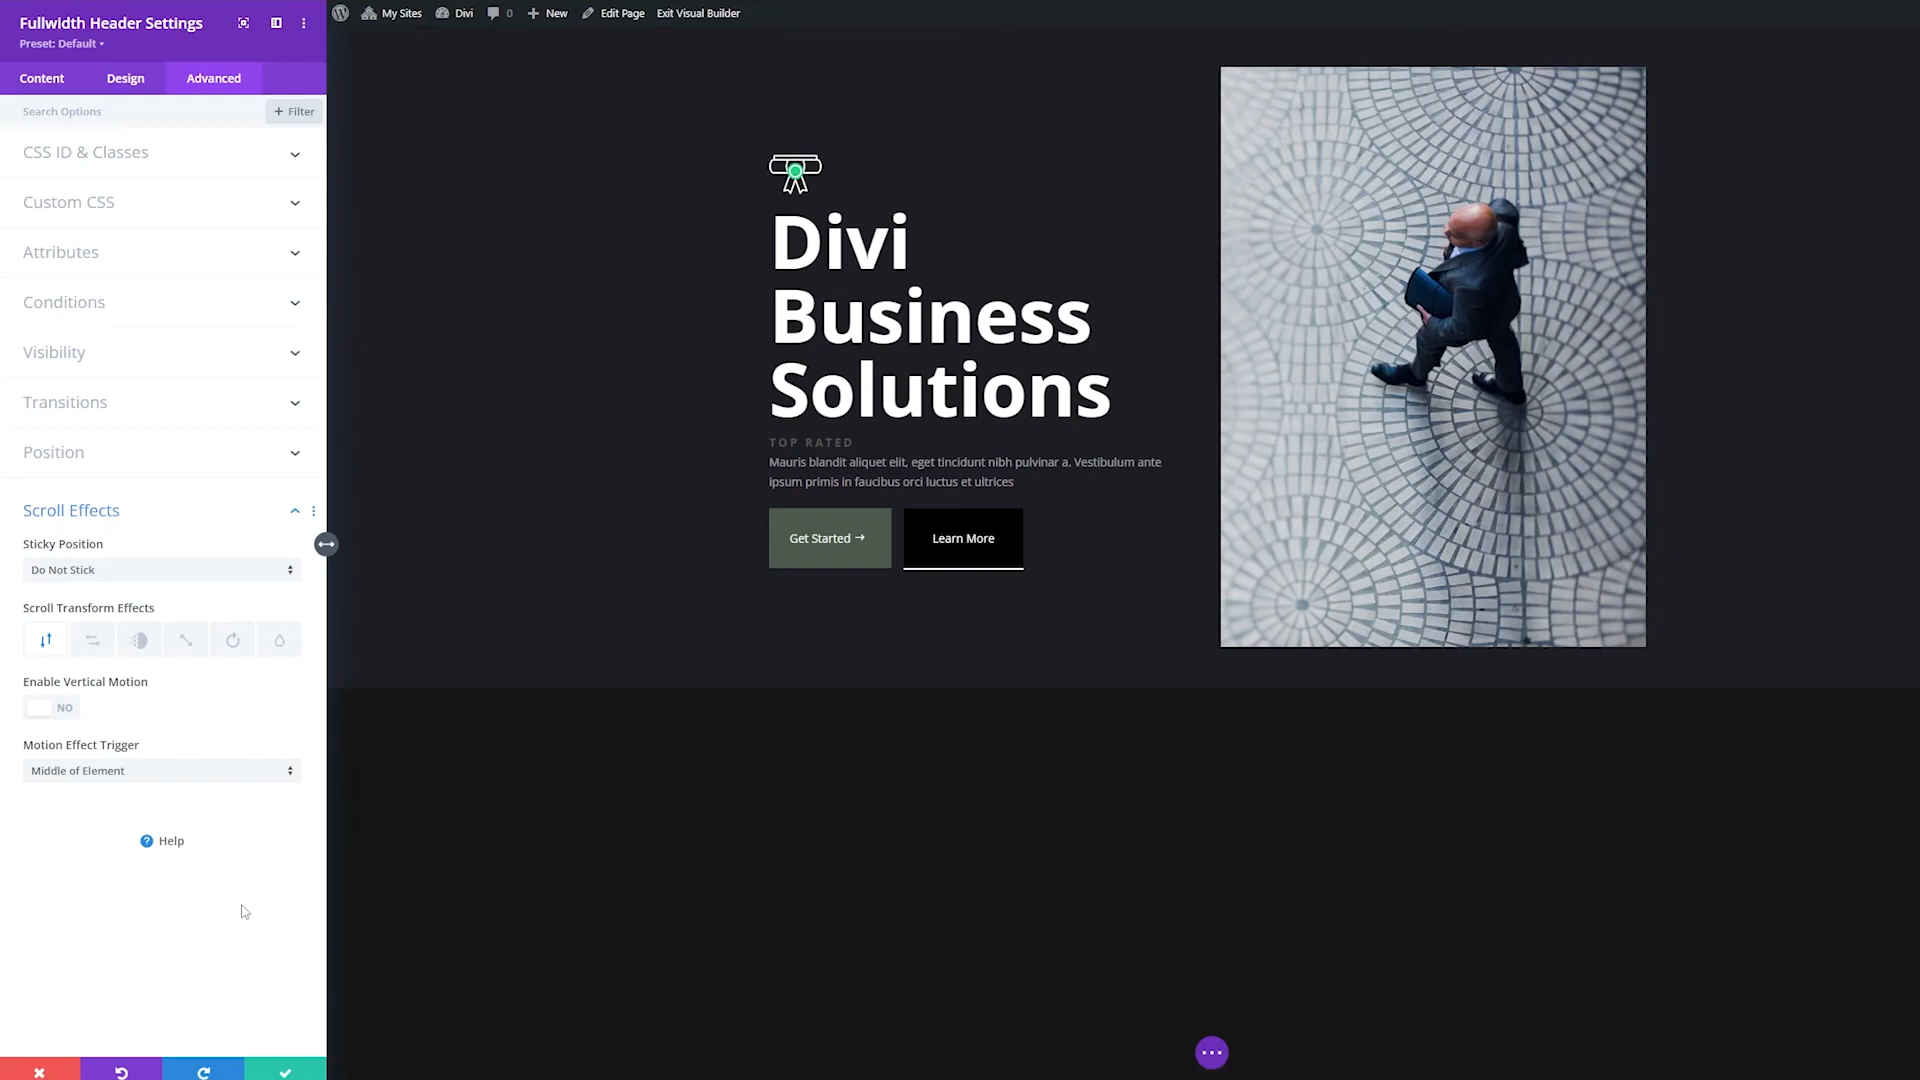 Fullwidth Header Settings
Preset: Default
Content
Design
Advanced
Search Options
+ Filter
CSS ID & Classes
Custom CSS
Attributes
Conditions
Visibility
Transitions
Position
Scroll Effects
Sticky Position
Do Not Stick
Scroll Transform Effects
Enable Vertical Motion
NO
Motion Effect Trigger
Middle of Element
? Help
My Sites
Divi
0
+ New
Edit Page
Exit Visual Builder
Divi
Business
Solutions
TOP RATED
Mauris blandit aliquet elit, eget tincidunt nibh pulvinar a. Vestibulum ante
ipsum primis in faucibus orci luctus et ultrices
Get Started →
Learn More